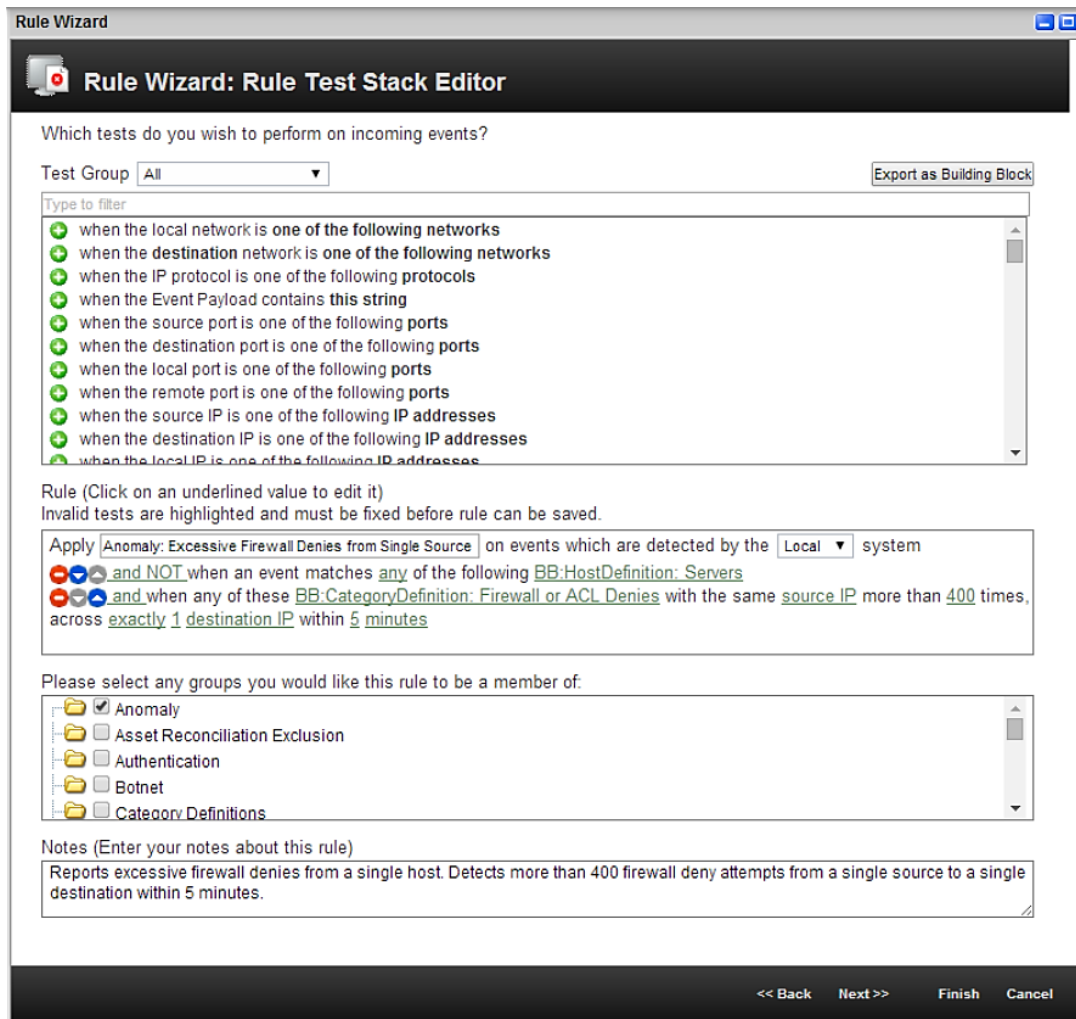 Rule Wizard
Rule Wizard: Rule Test Stack Editor
Which tests do you wish to perform on incoming events?
Test Group All
Export as Building Block
Type to filter
when the local network is one of the following networks
when the destination network is one of the following networks
when the IP protocol is one of the following protocols
when the Event Payload contains this string
when the source port is one of the following ports
when the destination port is one of the following ports
when the local port is one of the following ports
when the remote port is one of the following ports
when the source IP is one of the following IP addresses
when the destination IP is one of the following IP addresses
when the local IP is one of the following IP addresses
Rule (Click on an underlined value to edit it)
Invalid tests are highlighted and must be fixed before rule can be saved.
Apply Anomaly: Excessive Firewall Denies from Single Source on events which are detected by the Local system
and NOT when an event matches any of the following BB:HostDefinition: Servers
and when any of these BB:CategoryDefinition: Firewall or ACL Denies with the same source IP more than 400 times,
across exactly 1 destination IP within 5 minutes
Please select any groups you would like this rule to be a member of:
Anomaly
Asset Reconciliation Exclusion
Authentication
Botnet
Category Definitions
Notes (Enter your notes about this rule)
Reports excessive firewall denies from a single host. Detects more than 400 firewall deny attempts from a single source to a single
destination within 5 minutes.
<< Back Next >> Finish Cancel